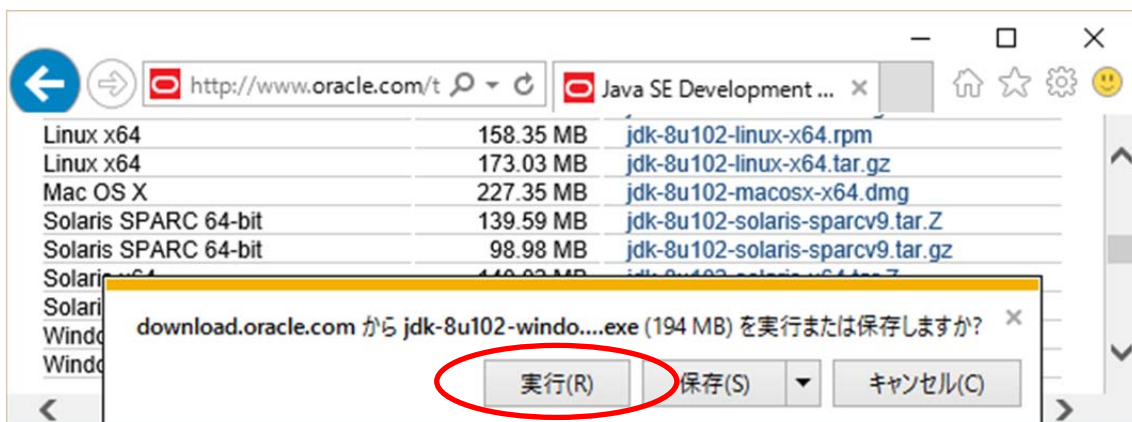 http://www.oracle.com/t
Java SE Development ...
Linux x64 158.35 MB jdk-8u102-linux-x64.rpm
Linux x64 173.03 MB jdk-8u102-linux-x64.tar.gz
Mac OS X 227.35 MB jdk-8u102-macosx-x64.dmg
Solaris SPARC 64-bit 139.59 MB jdk-8u102-solaris-sparcv9.tar.Z
Solaris SPARC 64-bit 98.98 MB jdk-8u102-solaris-sparcv9.tar.gz
Solari
Solari
Windo
Windo
download.oracle.com から jdk-8u102-windo....exe (194 MB) を実行または保存しますか?
実行(R) 保存(S) キャンセル(C)